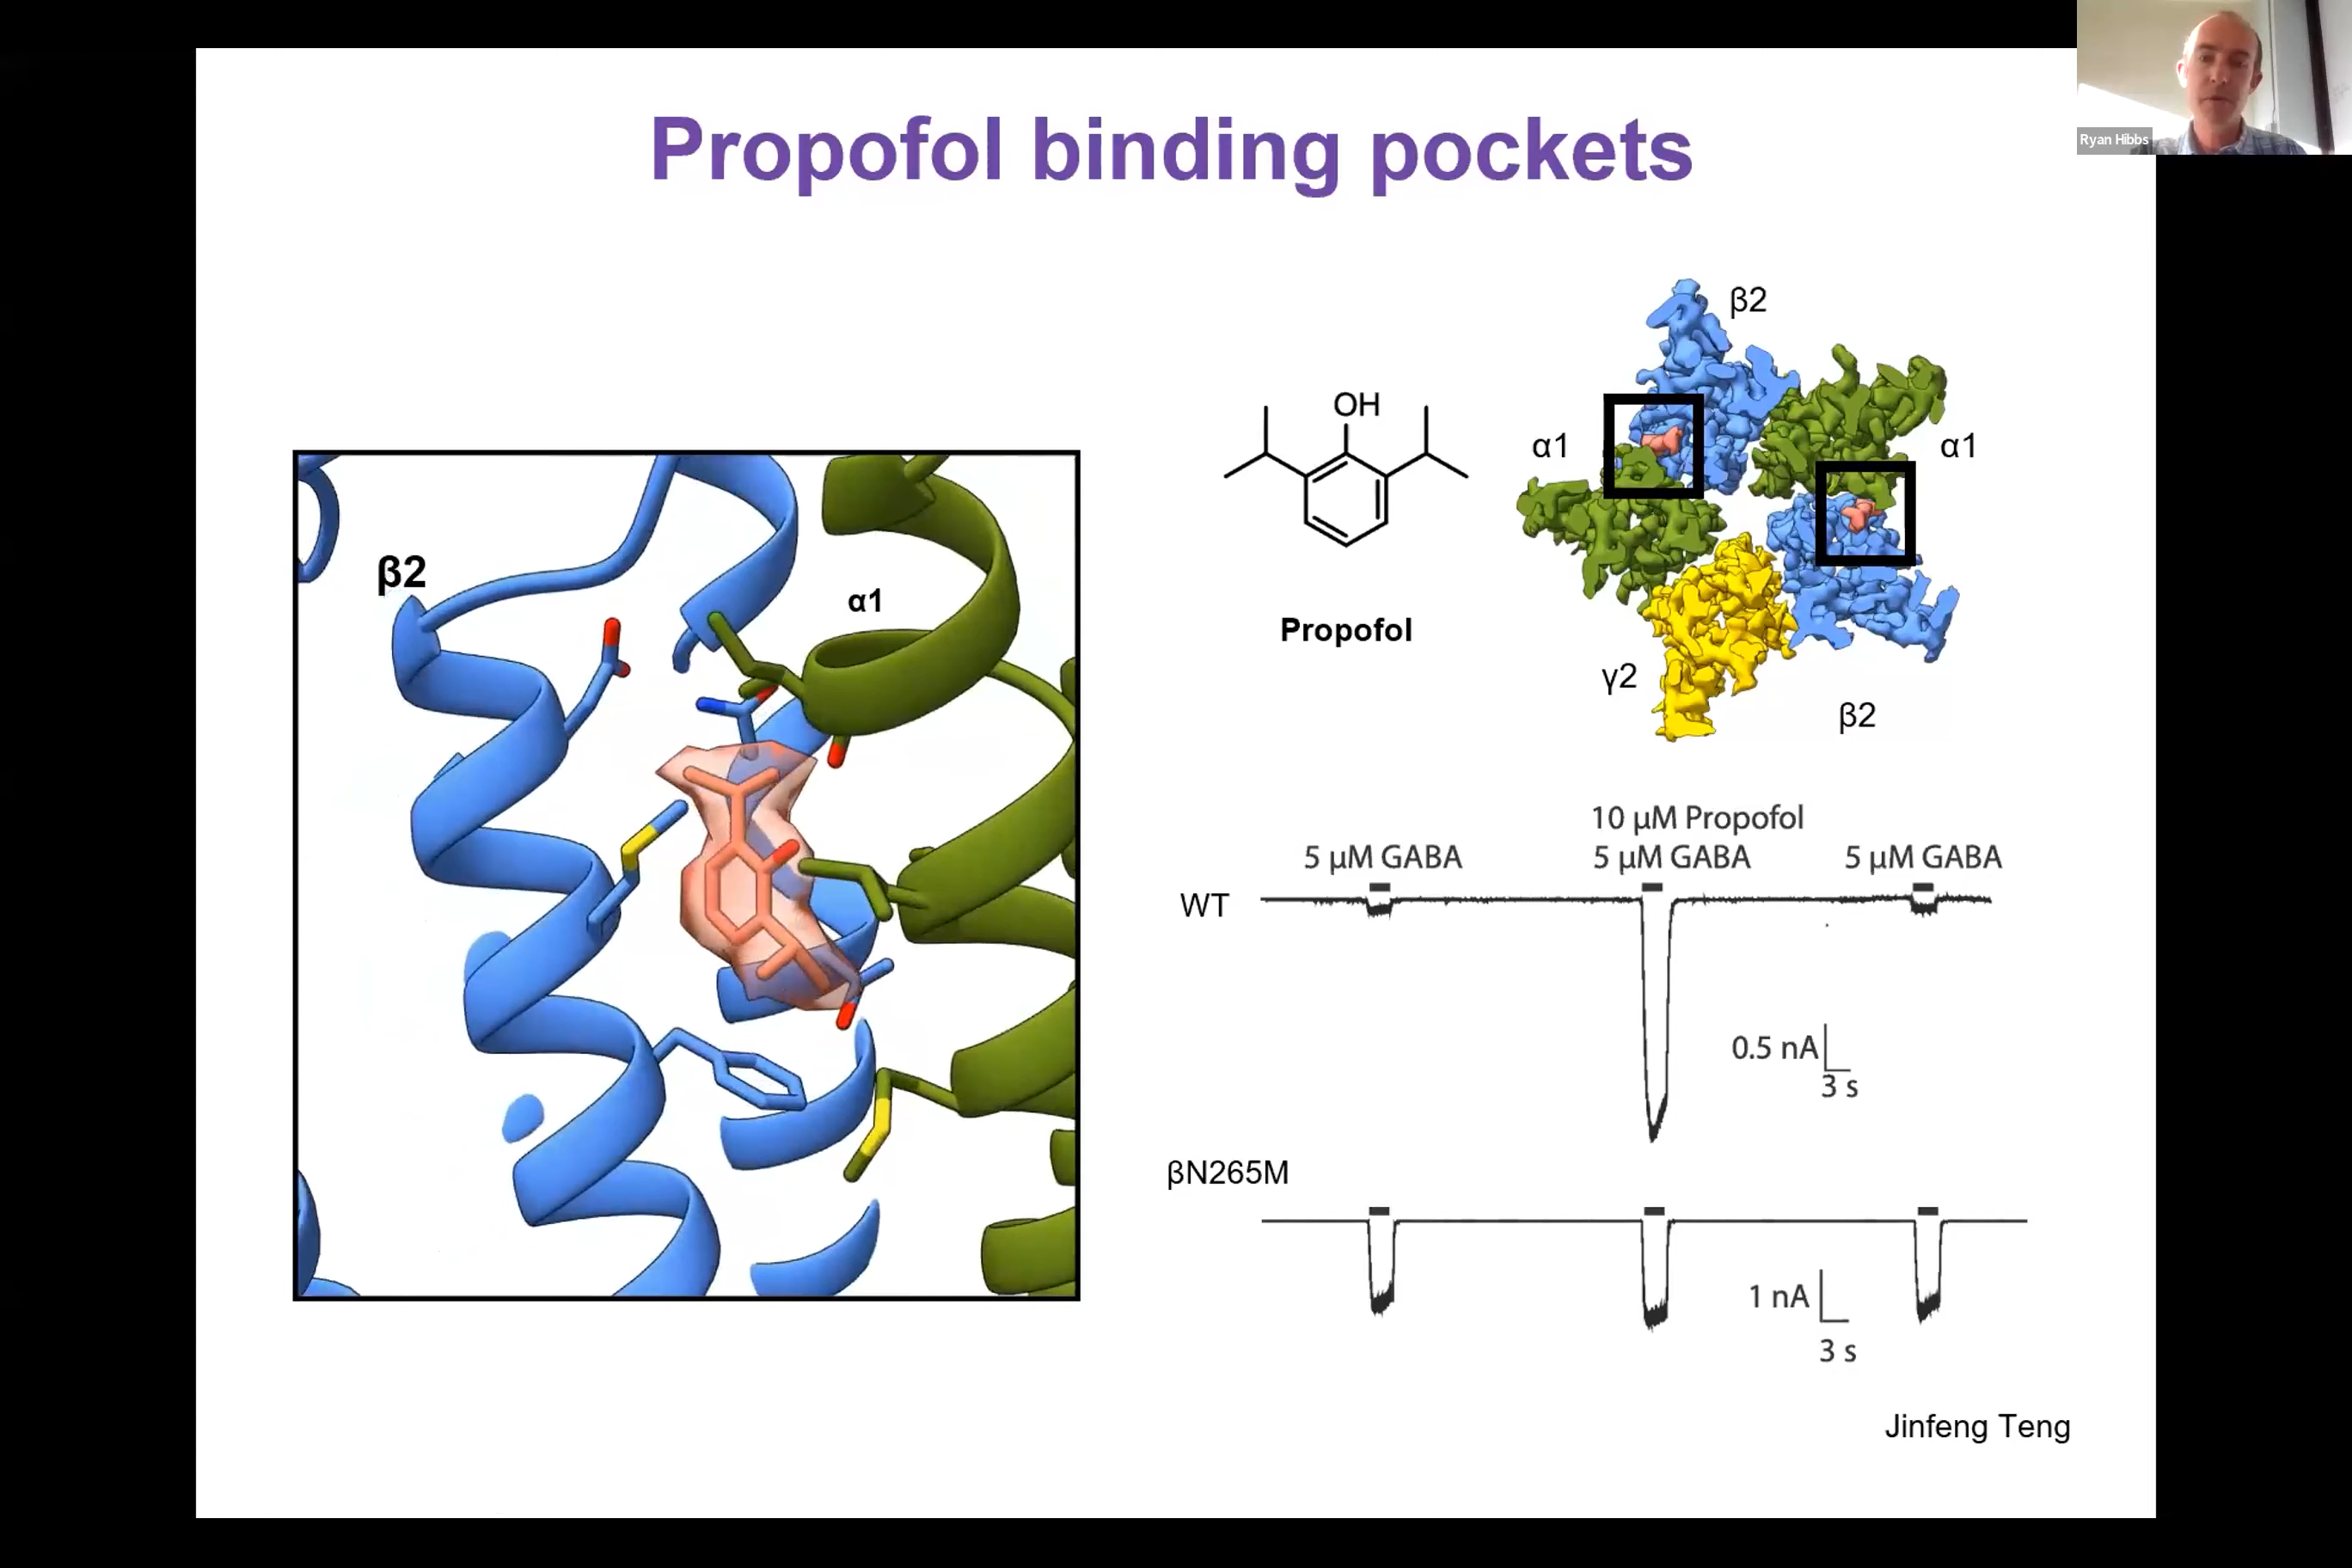 Propofol binding pockets
Ryan Hibbs
β2
α1
OH
Propofol
β2
α1
α1
γ2
β2
10 μM Propofol
5 μM GABA
5 μM GABA
5 μM GABA
WT
0.5 nA
3 s
βN265M
1 nA
3 s
Jinfeng Teng